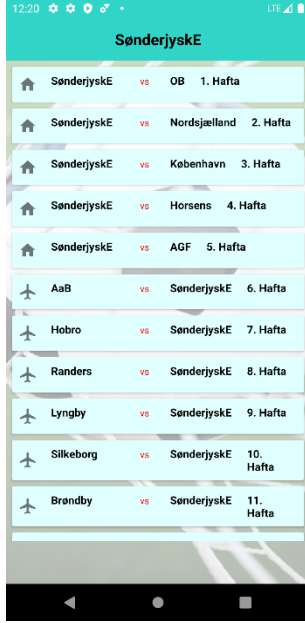 12:20 LTE
SønderjyskE
SønderjyskE vs OB 1. Hafta
SønderjyskE vs Nordsjælland 2. Hafta
SønderjyskE vs København 3. Hafta
SønderjyskE vs Horsens 4. Hafta
SønderjyskE vs AGF 5. Hafta
AaB vs SønderjyskE 6. Hafta
Hobro vs SønderjyskE 7. Hafta
Randers vs SønderjyskE 8. Hafta
Lyngby vs SønderjyskE 9. Hafta
Silkeborg vs SønderjyskE 10.
Hafta
Brøndby vs SønderjyskE 11.
Hafta